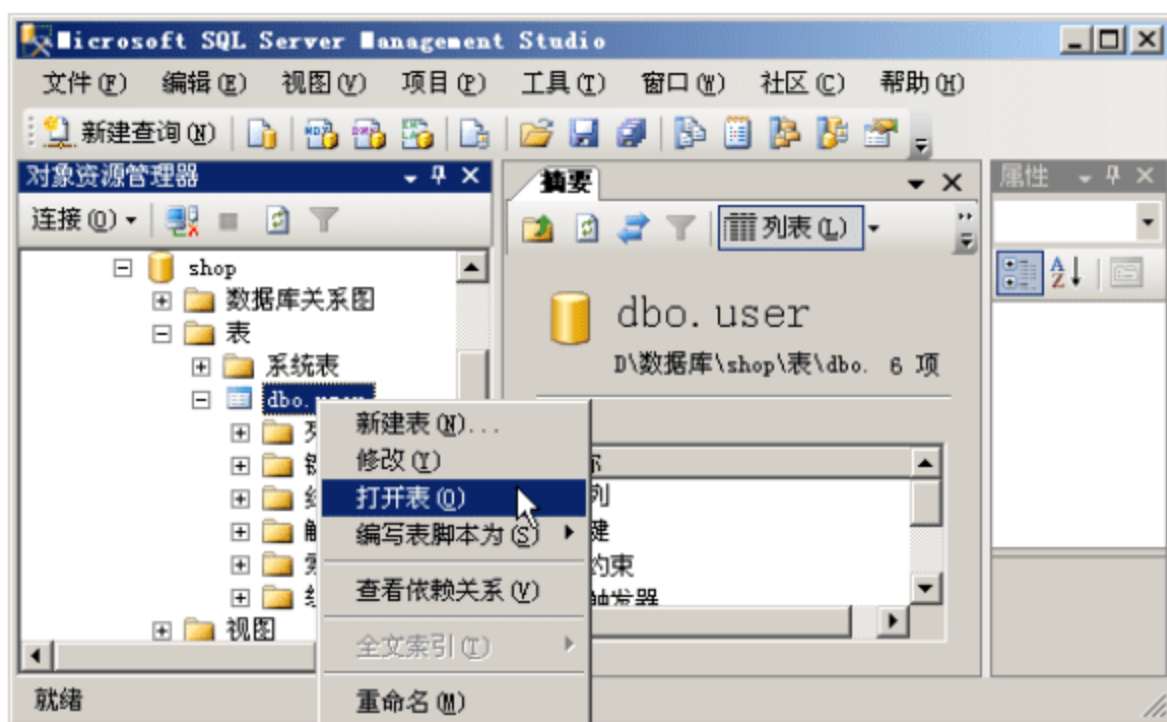 Microsoft SQL Server Management Studio
文件(F) 编辑(E) 视图(V) 项目(P) 工具(T) 窗口(W) 社区(C) 帮助(H)
新建查询(N)
对象资源管理器
摘要
属性
连接(O)
列表(L)
shop
数据库关系图
表
系统表
dbo.user
视图
dbo.user
D\数据库\shop\表\dbo. 6 项
新建表(N)...
修改(Y)
打开表(O)
编写表脚本为(S)
查看依赖关系(V)
全文索引(T)
重命名(M)
列
键
约束
触发器
就绪